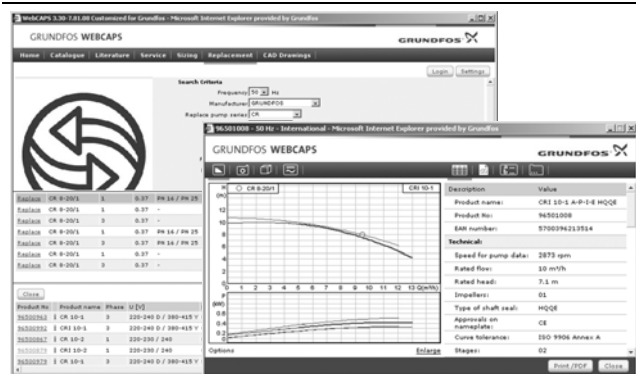 WebCAPS 3.30-7.01.08 Customized for Grundfos - Microsoft Internet Explorer provided by Grundfos
GRUNDFOS WEBCAPS
GRUNDFOS
Home Catalogue Literature Service Sizing Replacement CAD Drawings
Login Settings
Search Criteria
Frequency 50 Hz
Manufacturer GRUNDFOS
Replace pump series CR
Replace CR 8-20/1 1 0.37 PN 16 / PN 25
Replace CR 8-20/1 3 0.37 PN 16 / PN 25
Replace CR 8-20/1 1 0.37 -
Replace CR 8-20/1 3 0.37 -
Replace CR 8-20/1 1 0.37 PN 16 / PN 25
Replace CR 8-20/1 3 0.37 PN 16 / PN 25
Replace CR 8-20/1 1 0.37 -
Replace CR 8-20/1 3 0.37 -
Close
Product No Product name Phase U [V]
CR 10-1 3 220-240 D / 380-415 Y
CRI 10-1 3 220-240 D / 380-415 Y
CR 10-2 1 220-230 / 240
CRI 10-2 1 220-230 / 240
CR 10-1 3 220-240 D / 380-415 Y
96501008 - 50 Hz - International - Microsoft Internet Explorer provided by Grundfos
GRUNDFOS WEBCAPS
GRUNDFOS
H
(m)
CR 8-20/1
CRI 10-1
12
10
8
6
4
2
0
0 1 2 3 4 5 6 7 8 9 10 11 12 13 Q(m³/h)
P
(kW)
0.6
0.4
0.2
0
Options
Enlarge
Description Value
Product name: CRI 10-1 A-P-I-E HQQE
Product No: 96501008
EAN number: 5700396213514
Technical:
Speed for pump data: 2873 rpm
Rated flow: 10 m³/h
Rated head: 7.1 m
Impellers: 01
Type of shaft seal: HQQE
Approvals on
nameplate: CE
Curve tolerance: ISO 9906 Annex A
Stages: 02
Print/PDF Close